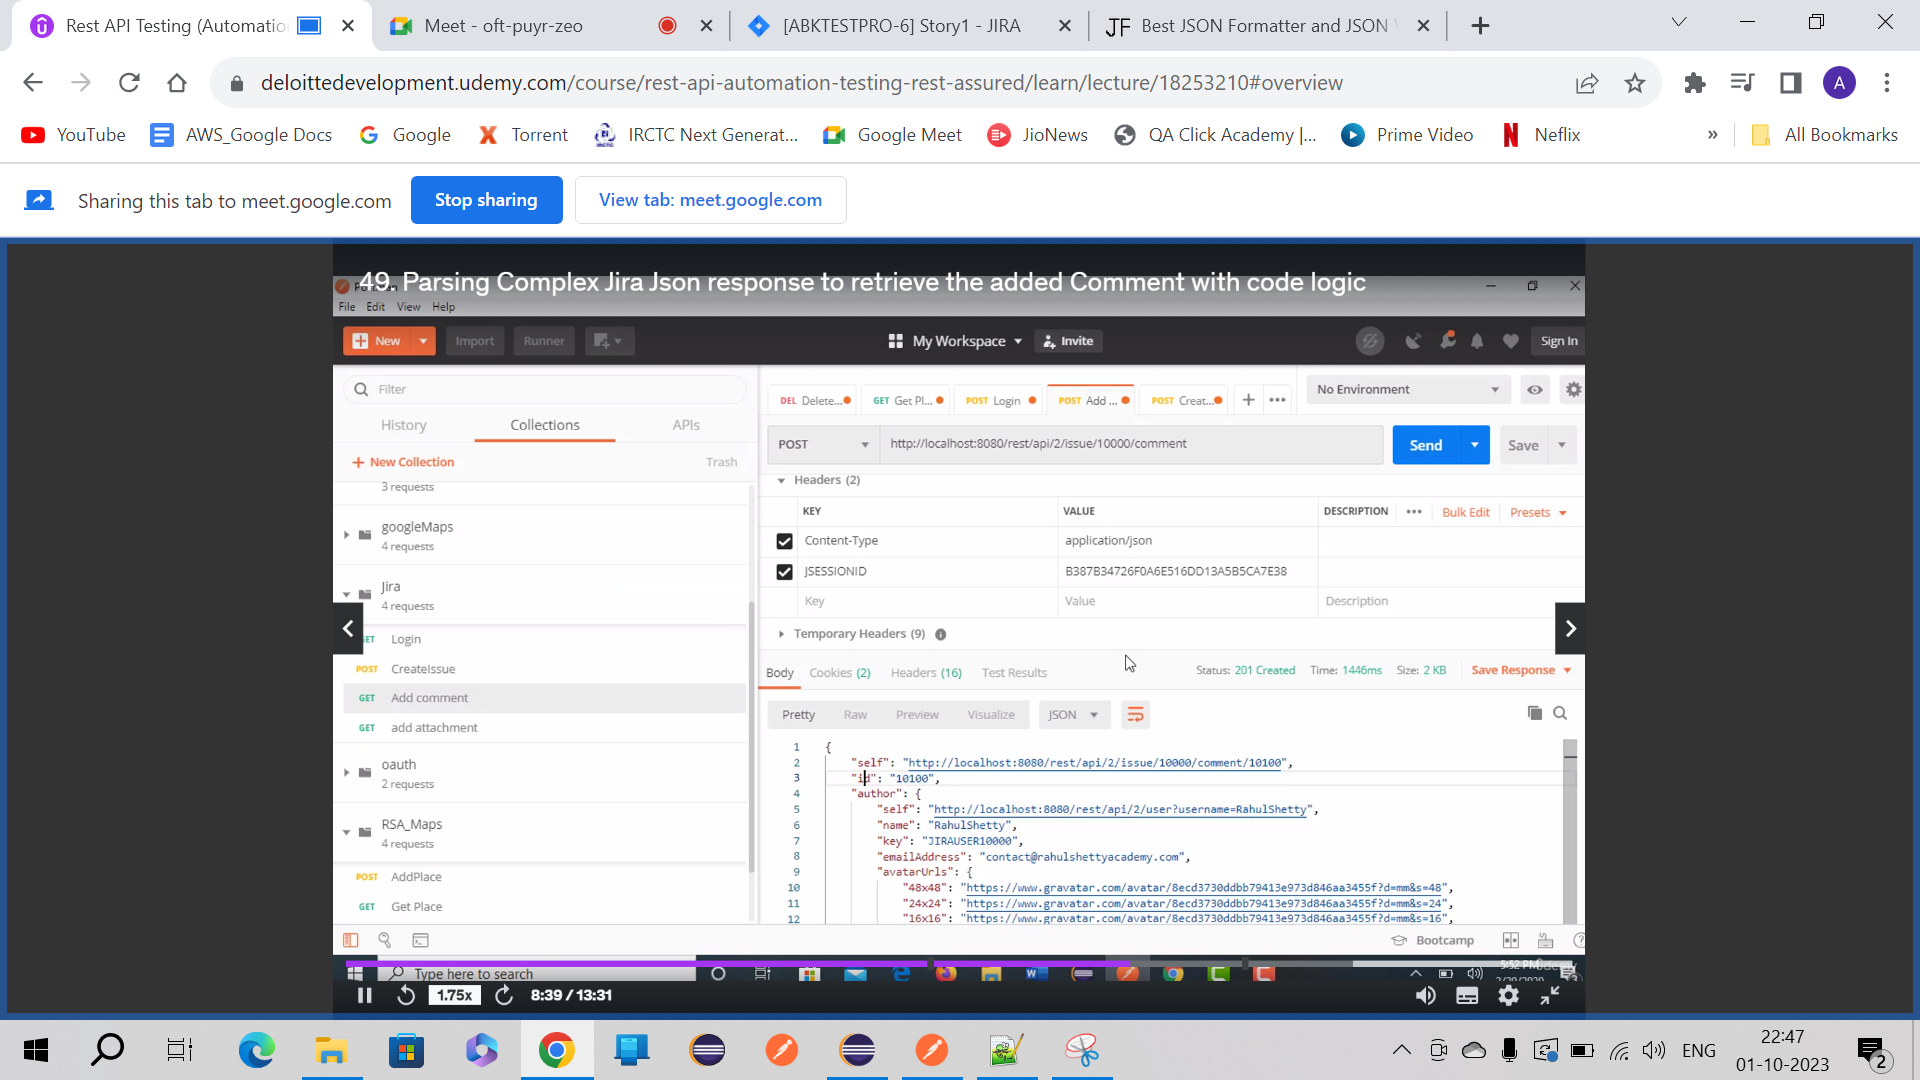 Rest API Testing (Automatio
Meet - oft-puyr-zeo
[ABKTESTPRO-6] Story1 - JIRA
Best JSON Formatter and JSON V
deloittedevelopment.udemy.com/course/rest-api-automation-testing-rest-assured/learn/lecture/18253210#overview
A
YouTube AWS_Google Docs Google Torrent IRCTC Next Generat... Google Meet JioNews QA Click Academy |... Prime Video Neflix » All Bookmarks
Sharing this tab to meet.google.com Stop sharing View tab: meet.google.com
49. Parsing Complex Jira Json response to retrieve the added Comment with code logic
File Edit View Help
New Import Runner My Workspace Invite Sign In
Filter
History Collections APIs
New Collection Trash
3 requests
googleMaps
4 requests
Jira
4 requests
GET Login
POST CreateIssue
GET Add comment
GET add attachment
oauth
2 requests
RSA_Maps
4 requests
POST AddPlace
GET Get Place
DEL Delete... GET Get Pl... POST Login POST Add ... POST Creat... No Environment
POST http://localhost:8080/rest/api/2/issue/10000/comment Send Save
Headers (2)
KEY VALUE DESCRIPTION Bulk Edit Presets
Content-Type application/json
JSESSIONID B387B34726F0A6E516DD13A5B5CA7E38
Key Value Description
Temporary Headers (9)
Body Cookies (2) Headers (16) Test Results Status: 201 Created Time: 1446ms Size: 2 KB Save Response
Pretty Raw Preview Visualize JSON
1 {
2 "self": "http://localhost:8080/rest/api/2/issue/10000/comment/10100",
3 "id": "10100",
4 "author": {
5 "self": "http://localhost:8080/rest/api/2/user?username=RahulShetty",
6 "name": "RahulShetty",
7 "key": "JIRAUSER10000",
8 "emailAddress": "contact@rahulshettyacademy.com",
9 "avatarUrls": {
10 "48x48": "https://www.gravatar.com/avatar/8ecd3730ddbb79413e973d846aa3455f?d=mm&s=48",
11 "24x24": "https://www.gravatar.com/avatar/8ecd3730ddbb79413e973d846aa3455f?d=mm&s=24",
12 "16x16": "https://www.gravatar.com/avatar/8ecd3730ddbb79413e973d846aa3455f?d=mm&s=16",
Bootcamp
Type here to search
5:52 PM
1.75x 8:39 / 13:31
ENG 22:47
01-10-2023
2